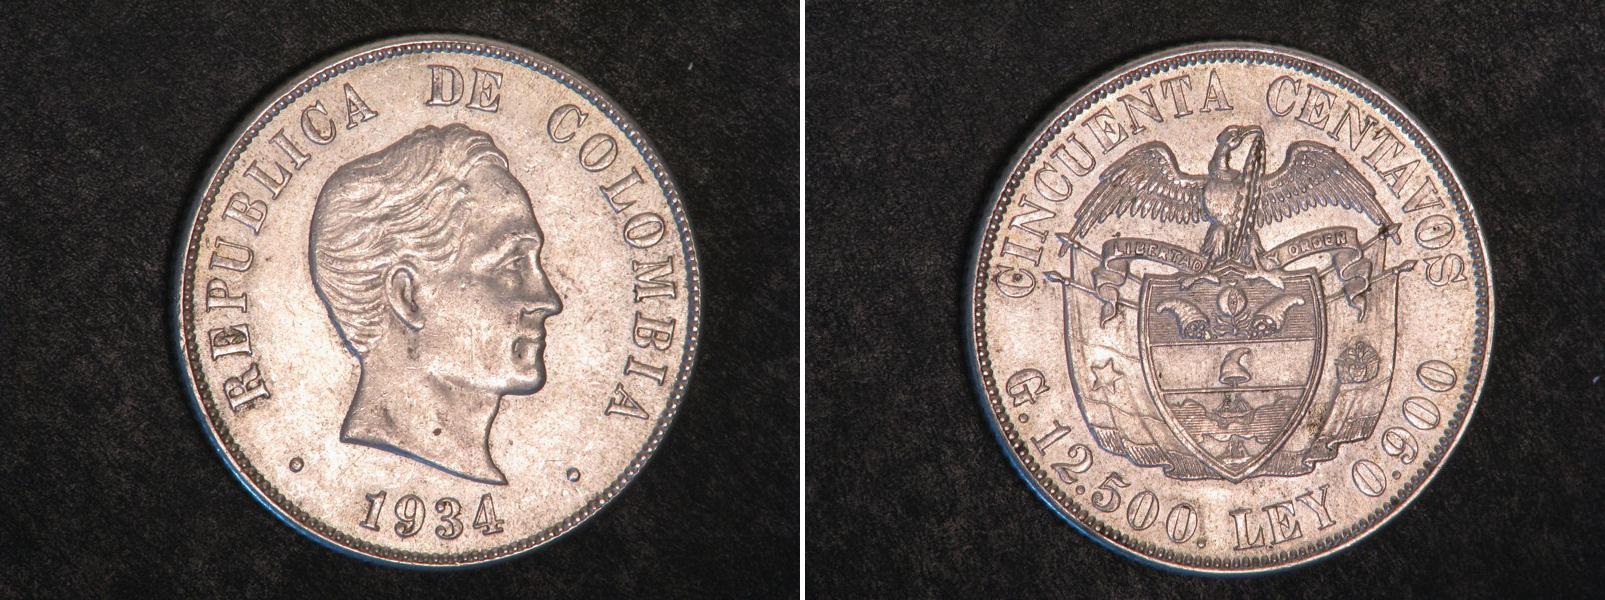 REPUBLICA DE COLOMBIA
1934
CINCUENTA CENTAVOS
LIBERTAD Y ORDEN
G. 12.500. LEY 0.900